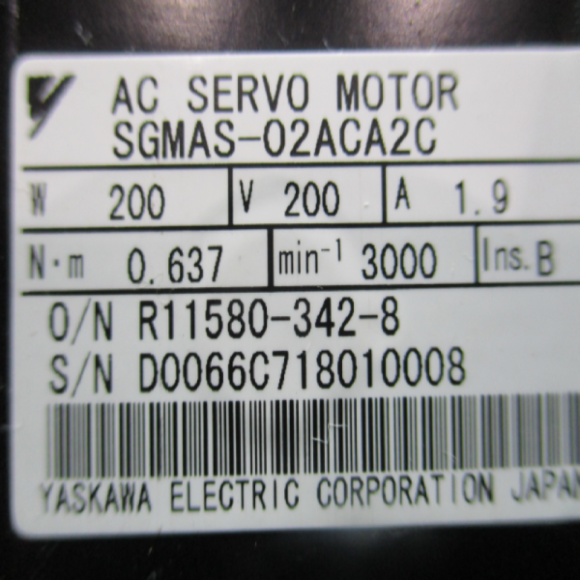 AC SERVO MOTOR
SGMAS-02ACA2C
W 200 V 200 A 1.9
N·m 0.637 min-1 3000 Ins. B
O/N R11580-342-8
S/N D0066C718010008
YASKAWA ELECTRIC CORPORATION JAPAN